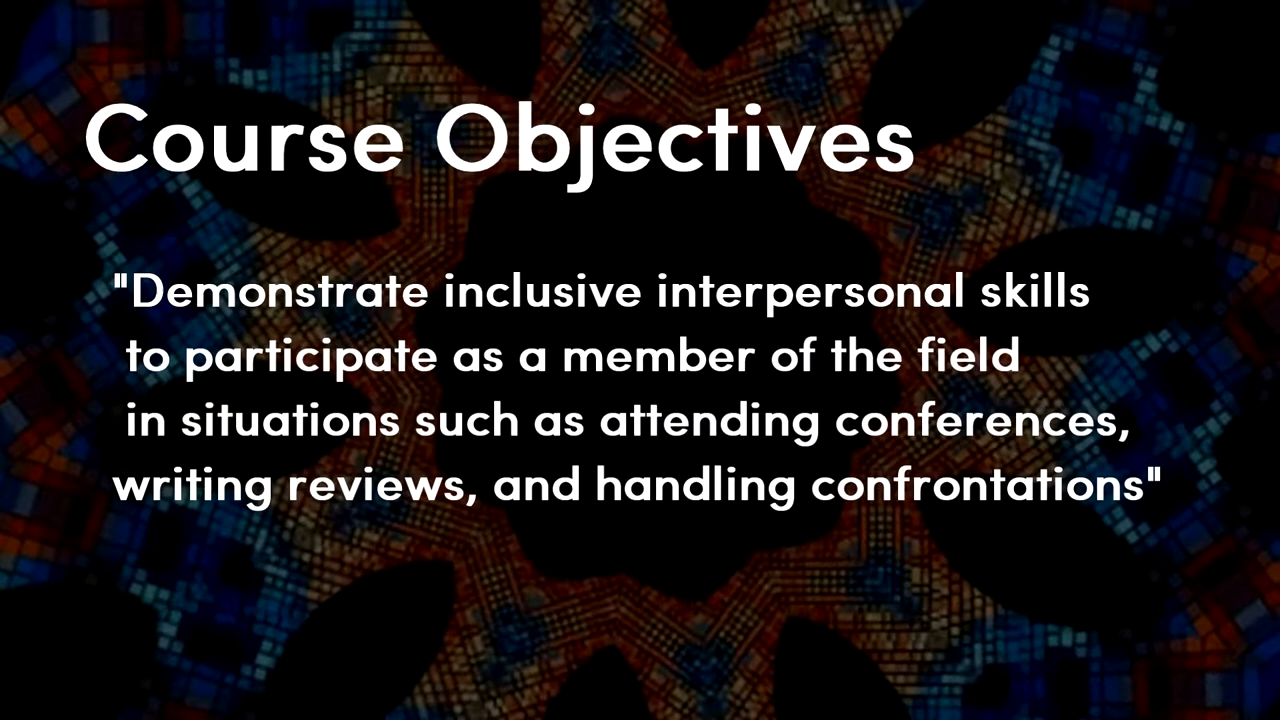 Course Objectives
"Demonstrate inclusive interpersonal skills
to participate as a member of the field
in situations such as attending conferences,
writing reviews, and handling confrontations"